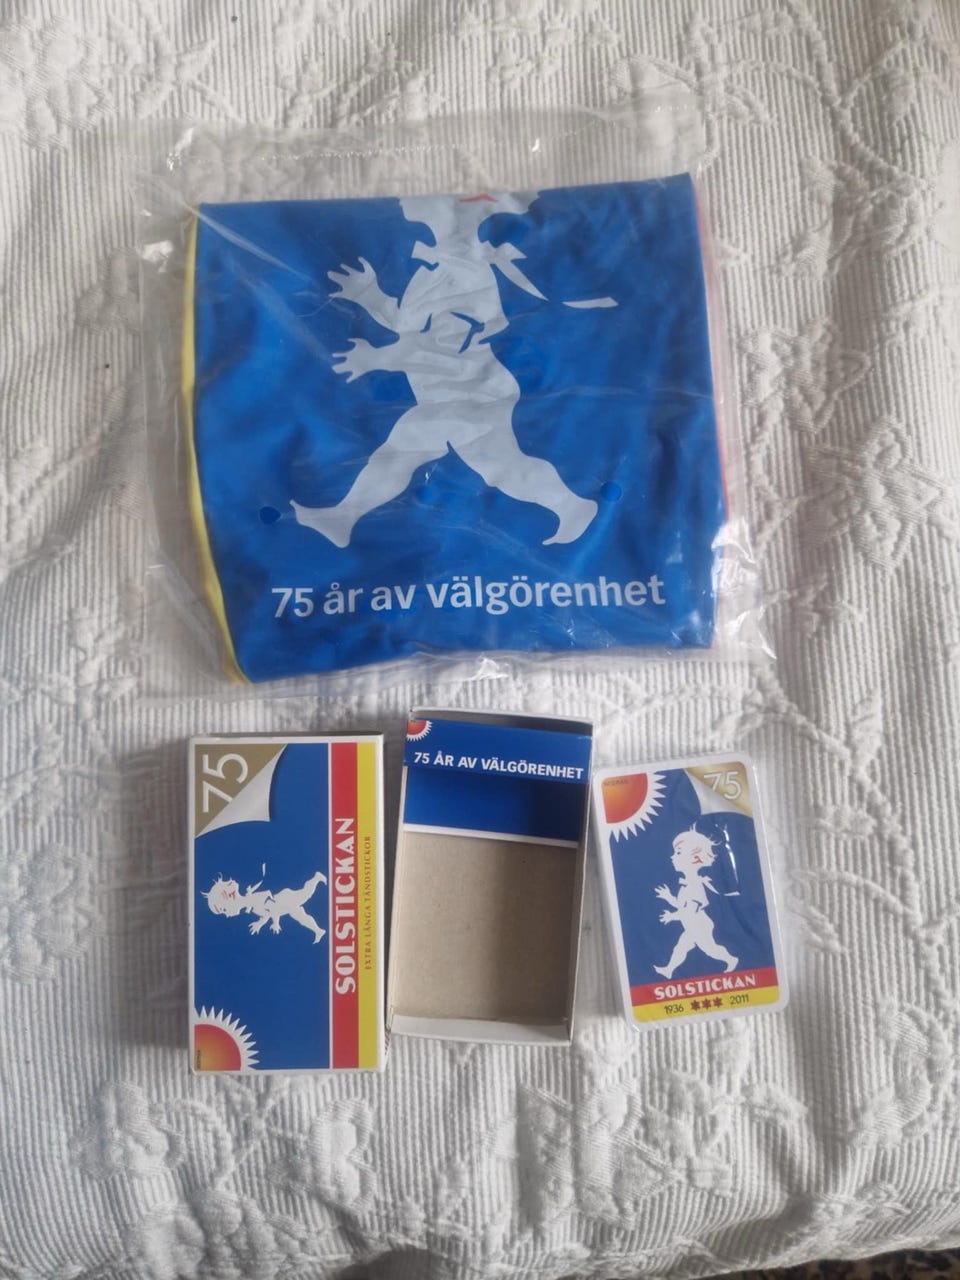 75 år av välgörenhet
75
SOLSTICKAN
EXTRA LÅNGA TÄNDSTICKOR
75 ÅR AV VÄLGÖRENHET
75
SOLSTICKAN
1936 2011